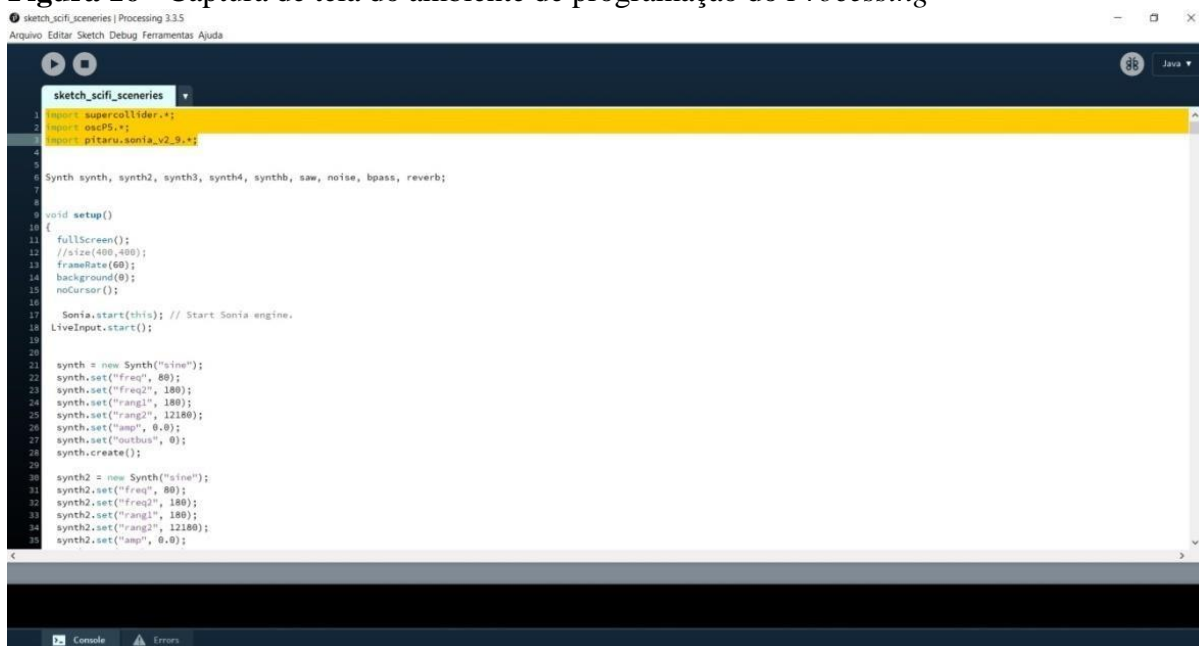 Figura 10 - Captura de tela do ambiente de programação do Processing
sketch_scifi_sceneries | Processing 3.3.5
Arquivo Editar Sketch Debug Ferramentas Ajuda
Java
sketch_scifi_sceneries
1 import supercollider.*;
2 import oscP5.*;
3 import pitaru.sonia_v2_9.*;
4
5
6 Synth synth, synth2, synth3, synth4, synthb, saw, noise, bpass, reverb;
7
8
9 void setup()
10 {
11 fullScreen();
12 //size(400,400);
13 frameRate(60);
14 background(0);
15 noCursor();
16
17 Sonia.start(this); // Start Sonia engine.
18 LiveInput.start();
19
20
21 synth = new Synth("sine");
22 synth.set("freq", 80);
23 synth.set("freq2", 180);
24 synth.set("rang1", 180);
25 synth.set("rang2", 12180);
26 synth.set("amp", 0.0);
27 synth.set("outbus", 0);
28 synth.create();
29
30 synth2 = new Synth("sine");
31 synth2.set("freq", 80);
32 synth2.set("freq2", 180);
33 synth2.set("rang1", 180);
34 synth2.set("rang2", 12180);
35 synth2.set("amp", 0.0);
Console Errors